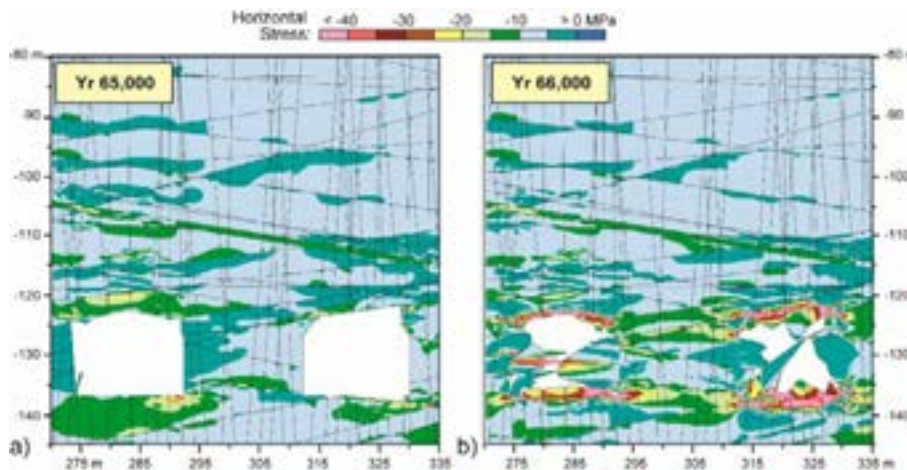 Horizontal < -40 -30 -20 -10 > 0 MPa
Stress:
-80 m
Yr 65,000
Yr 66,000
-90
-100
-110
-120
-130
-140
a)
b)
275 m 285 295 305 315 325 335
275 m 285 295 305 315 325 335 m
-80 m
-90
-100
-110
-120
-130
-140